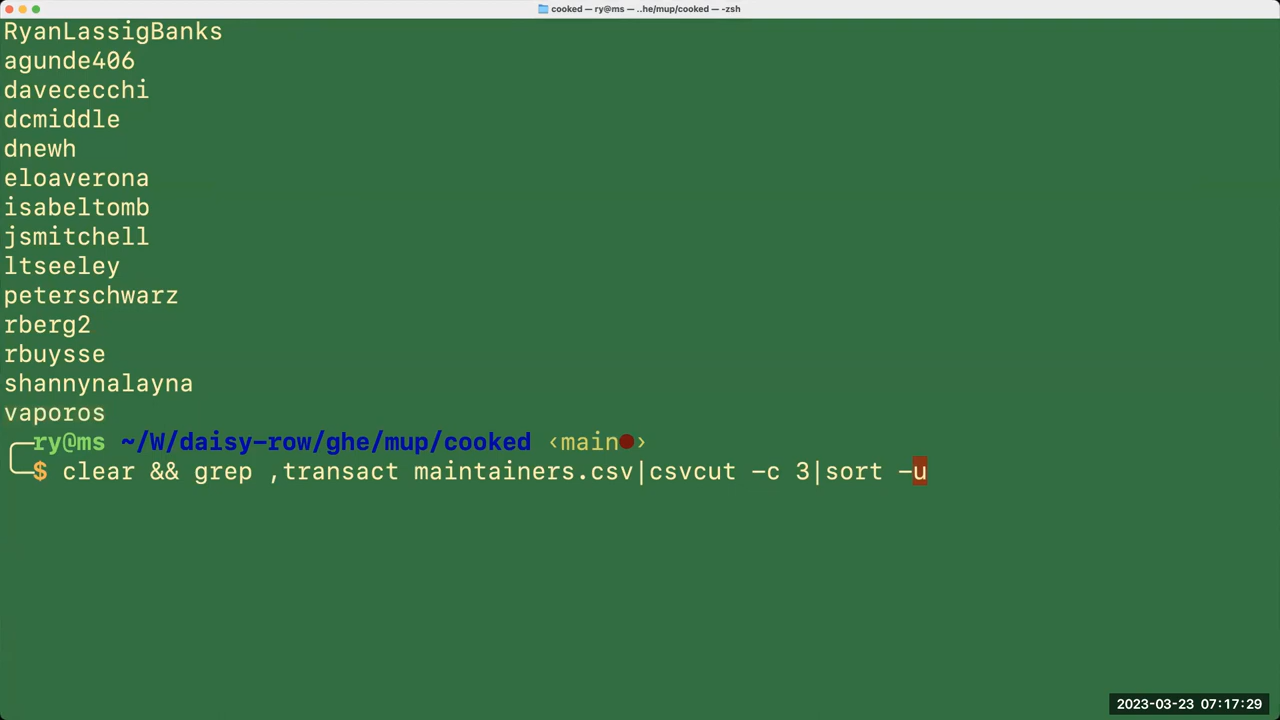 cooked — ry@ms — ..he/mup/cooked — -zsh
RyanLassigBanks
agunde406
davececchi
dcmiddle
dnewh
eloaverona
isabeltomb
jsmitchell
ltseeley
peterschwarz
rberg2
rbuysse
shannynalayna
vaporos
ry@ms ~/W/daisy-row/ghe/mup/cooked ‹main●›
$ clear && grep ,transact maintainers.csv|csvcut -c 3|sort -u
2023-03-23 07:17:29